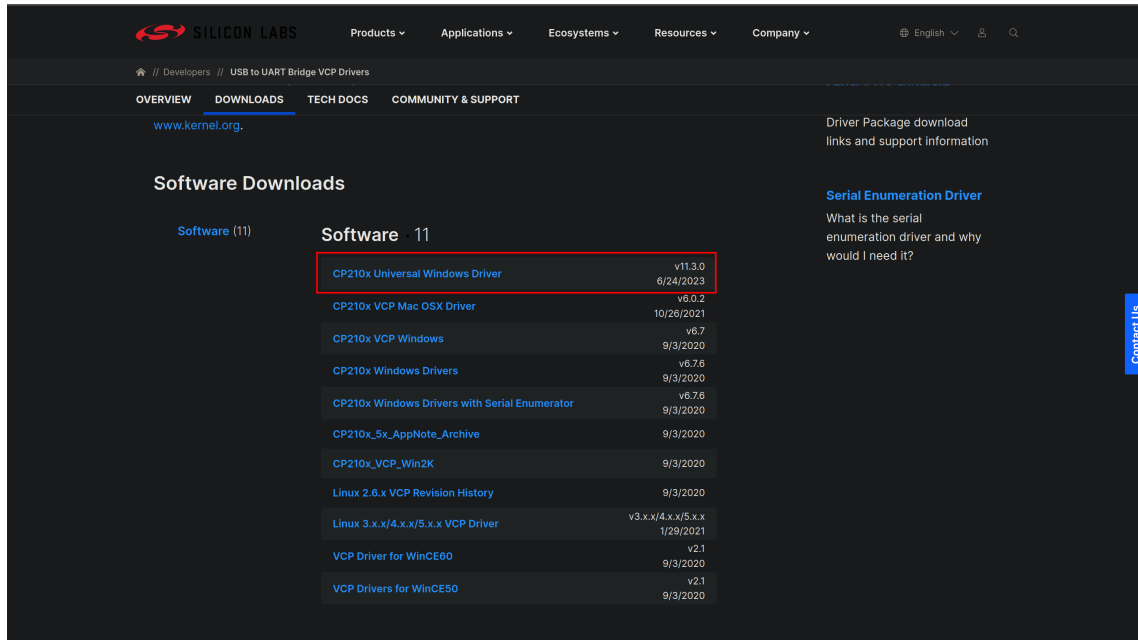 SILICON LABS
Products
Applications
Ecosystems
Resources
Company
English
// Developers // USB to UART Bridge VCP Drivers
OVERVIEW
DOWNLOADS
TECH DOCS
COMMUNITY & SUPPORT
www.kernel.org.
Driver Package download
links and support information
Software Downloads
Serial Enumeration Driver
What is the serial
enumeration driver and why
would I need it?
Software (11)
Software · 11
CP210x Universal Windows Driver
v11.3.0
6/24/2023
CP210x VCP Mac OSX Driver
v6.0.2
10/26/2021
CP210x VCP Windows
v6.7
9/3/2020
CP210x Windows Drivers
v6.7.6
9/3/2020
CP210x Windows Drivers with Serial Enumerator
v6.7.6
9/3/2020
CP210x_5x_AppNote_Archive
9/3/2020
CP210x_VCP_Win2K
9/3/2020
Linux 2.6.x VCP Revision History
9/3/2020
Linux 3.x.x/4.x.x/5.x.x VCP Driver
v3.x.x/4.x.x/5.x.x
1/29/2021
VCP Driver for WinCE60
v2.1
9/3/2020
VCP Drivers for WinCE50
v2.1
9/3/2020
Contact Us